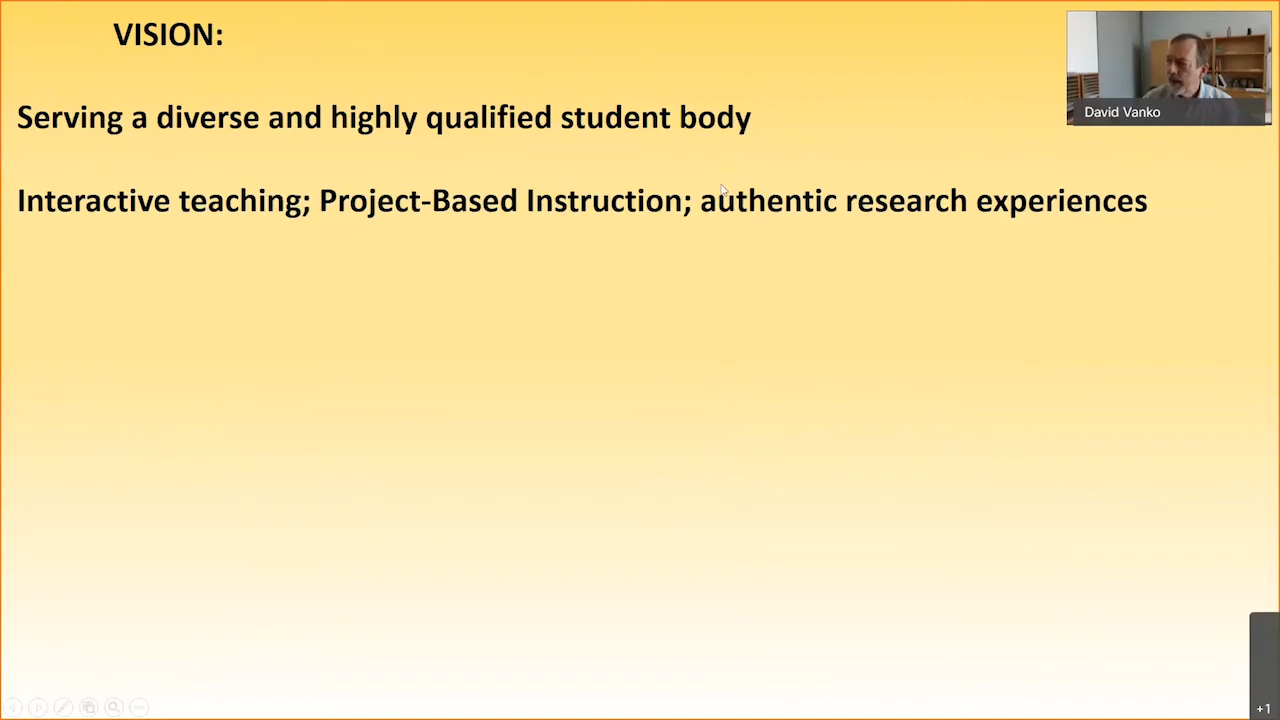 VISION:
David Vanko
Serving a diverse and highly qualified student body
Interactive teaching; Project-Based Instruction; authentic research experiences
+1